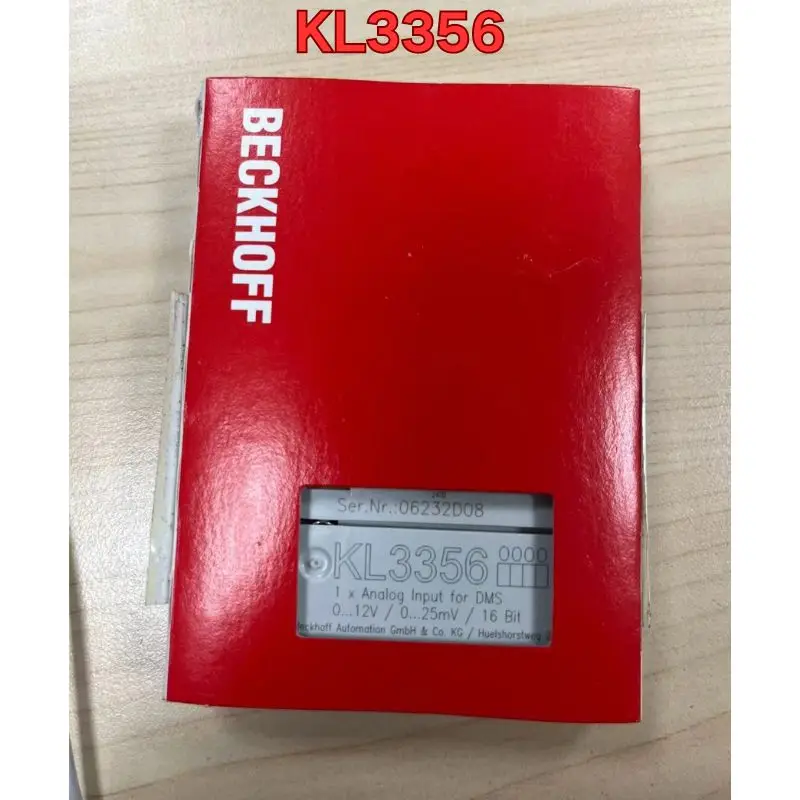 KL3356
BECKHOFF
Ser.Nr.:06232D08
KL3356 0000
1 x Analog Input for DMS
0...12V / 0...25mV / 16 Bit
eckhoff Automation GmbH & Co. KG / Huelshorstweg